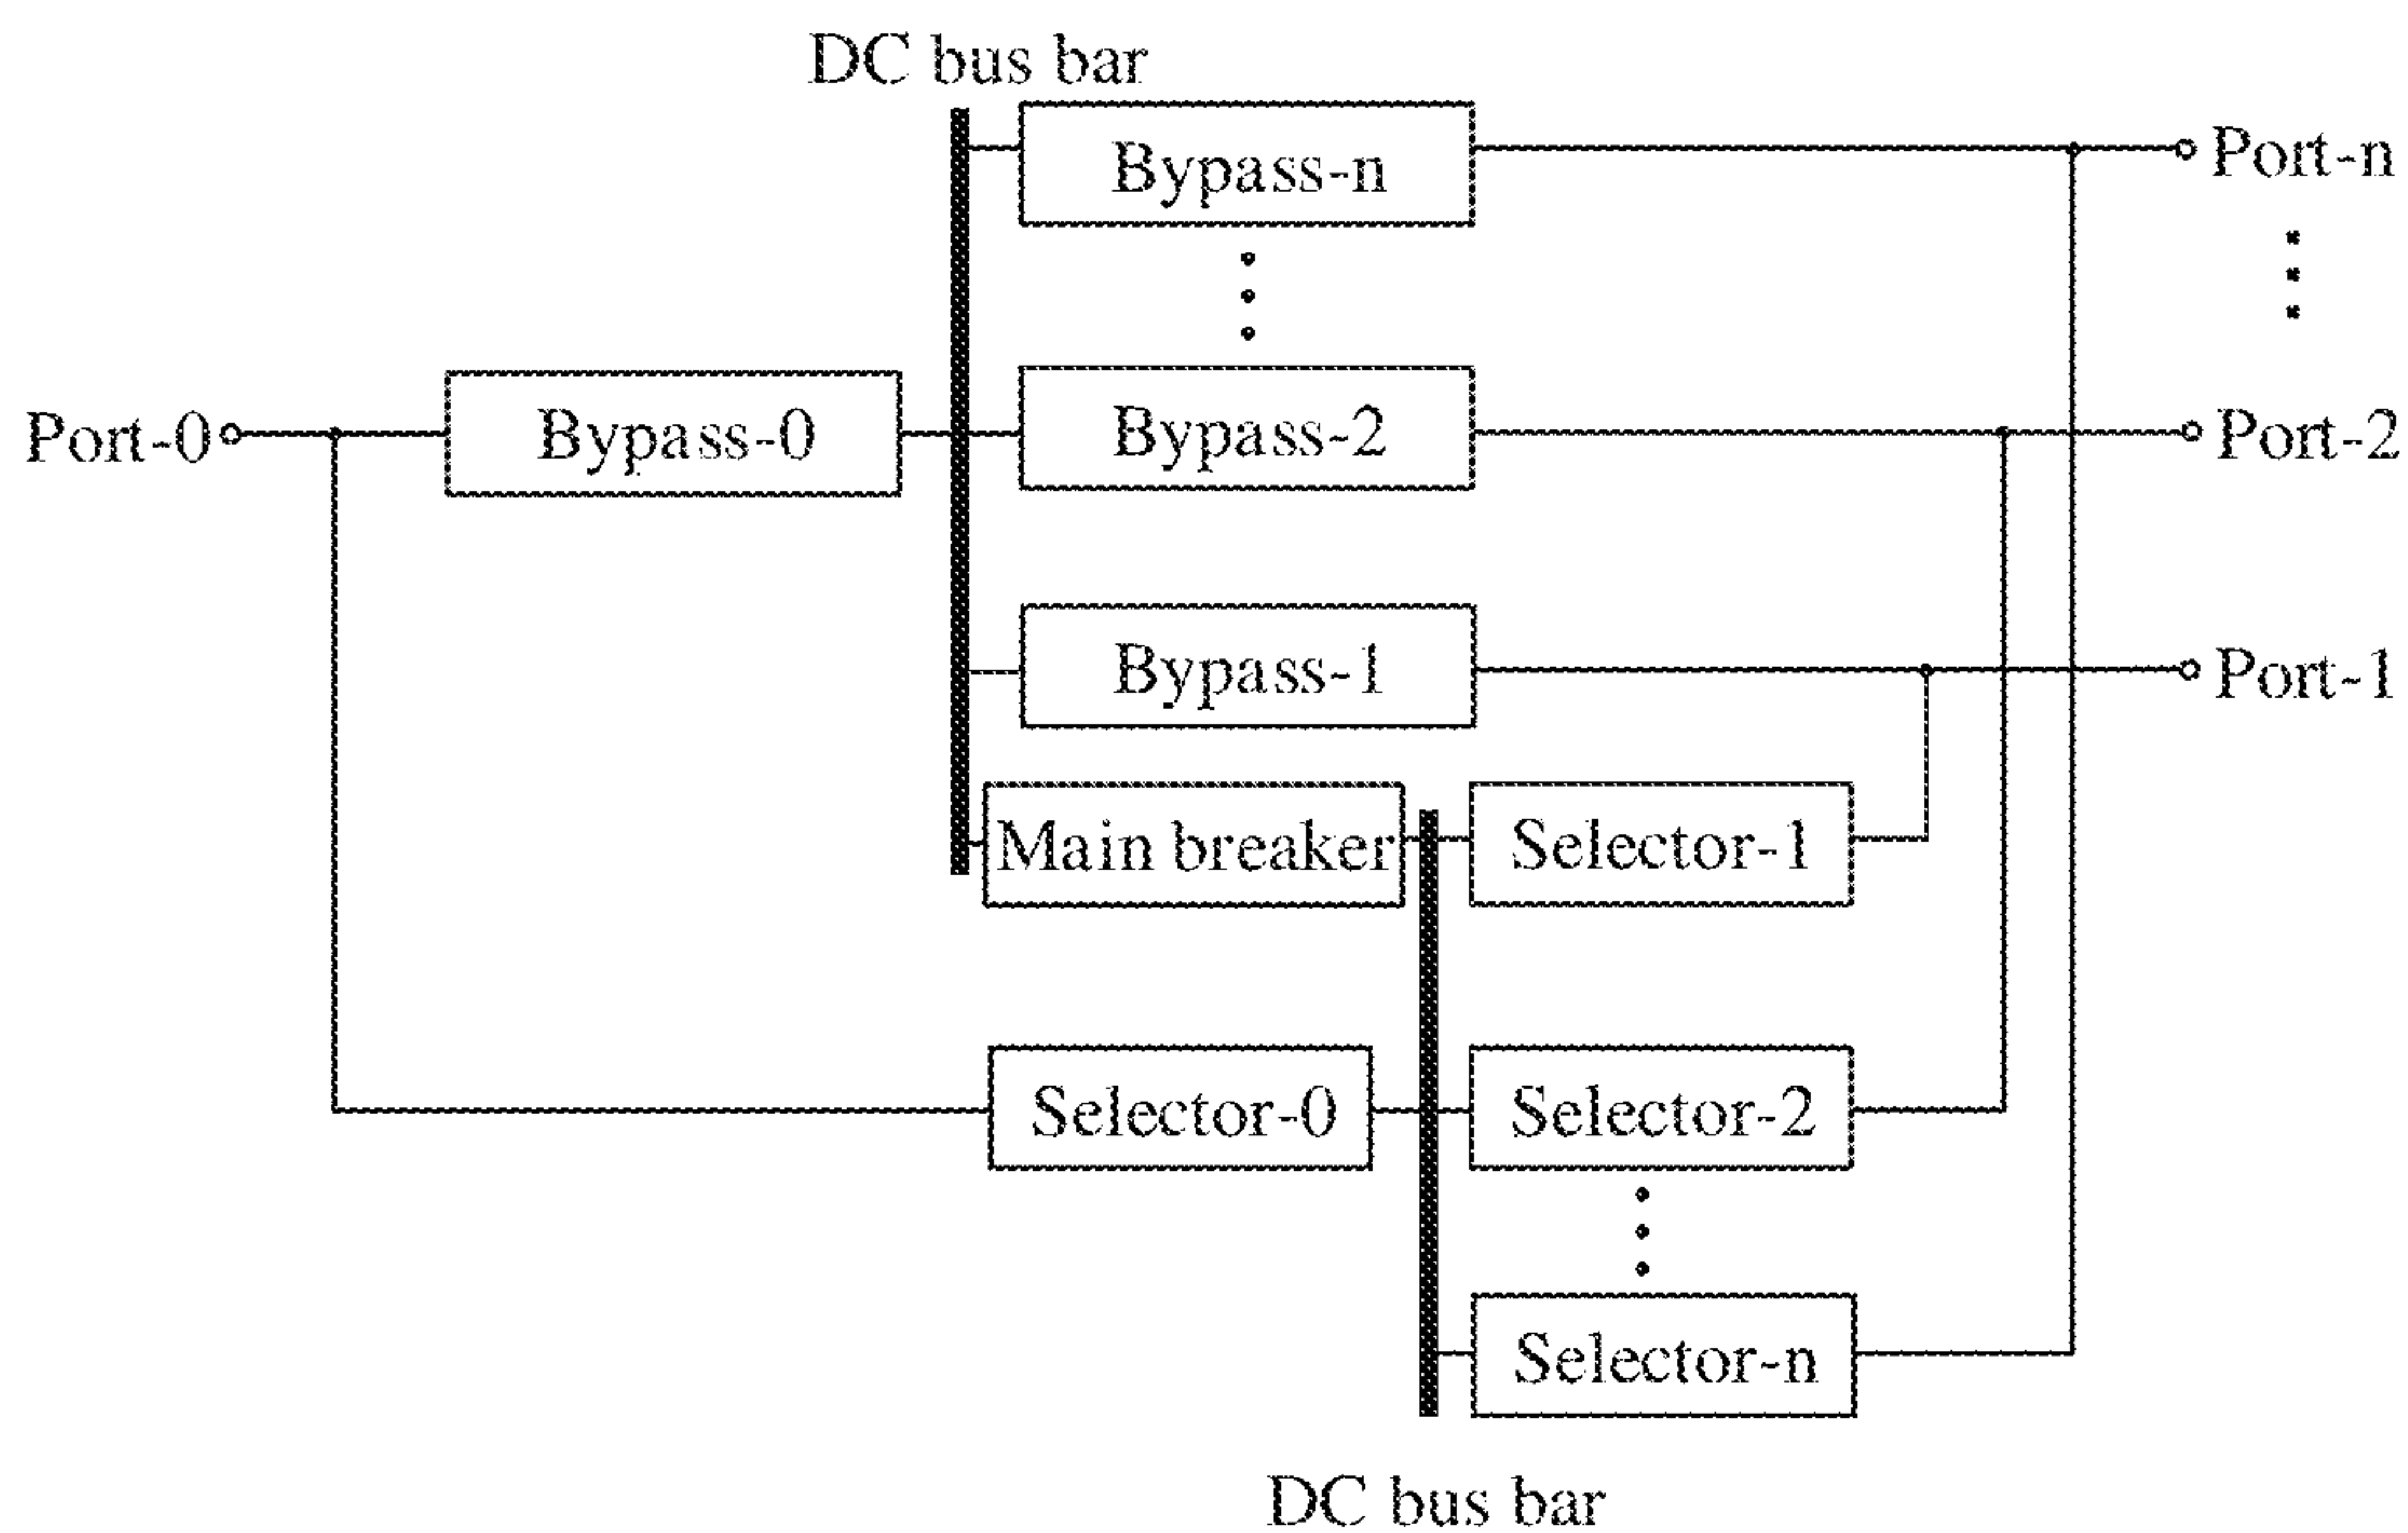 DC bus bar
Bypass-n
Port-n
Port-0
Bypass-0
Bypass-2
Port-2
Bypass-1
Port-1
Main breaker
Selector-1
Selector-0
Selector-2
Selector-n
DC bus bar